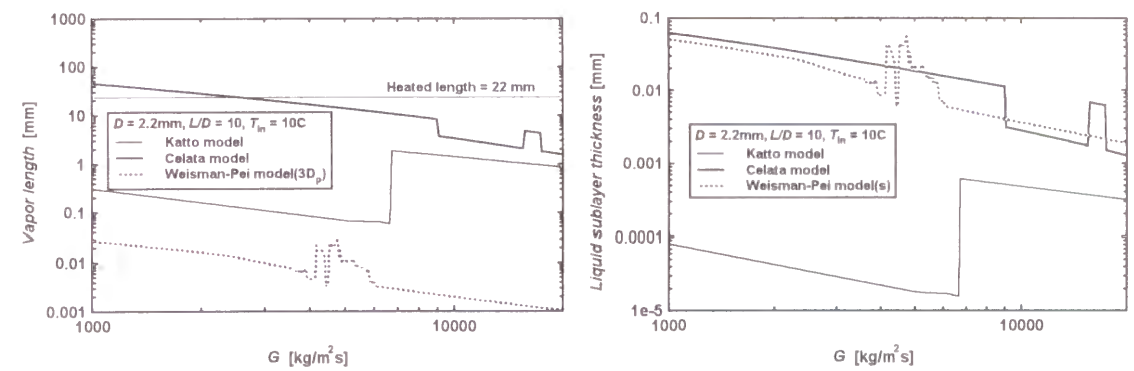 1000
100
10
1
0.1
0.01
0.001
Vapor length [mm]
Heated length = 22 mm
D = 2.2mm, L/D = 10, T_in = 10C
Katto model
Celata model
Weisman-Pei model(3D_p)
1000
10000
G [kg/m²s]
0.1
0.01
0.001
0.0001
1e-5
Liquid sublayer thickness [mm]
D = 2.2mm, L/D = 10, T_in = 10C
Katto model
Celata model
Weisman-Pei model(s)
1000
10000
G [kg/m²s]